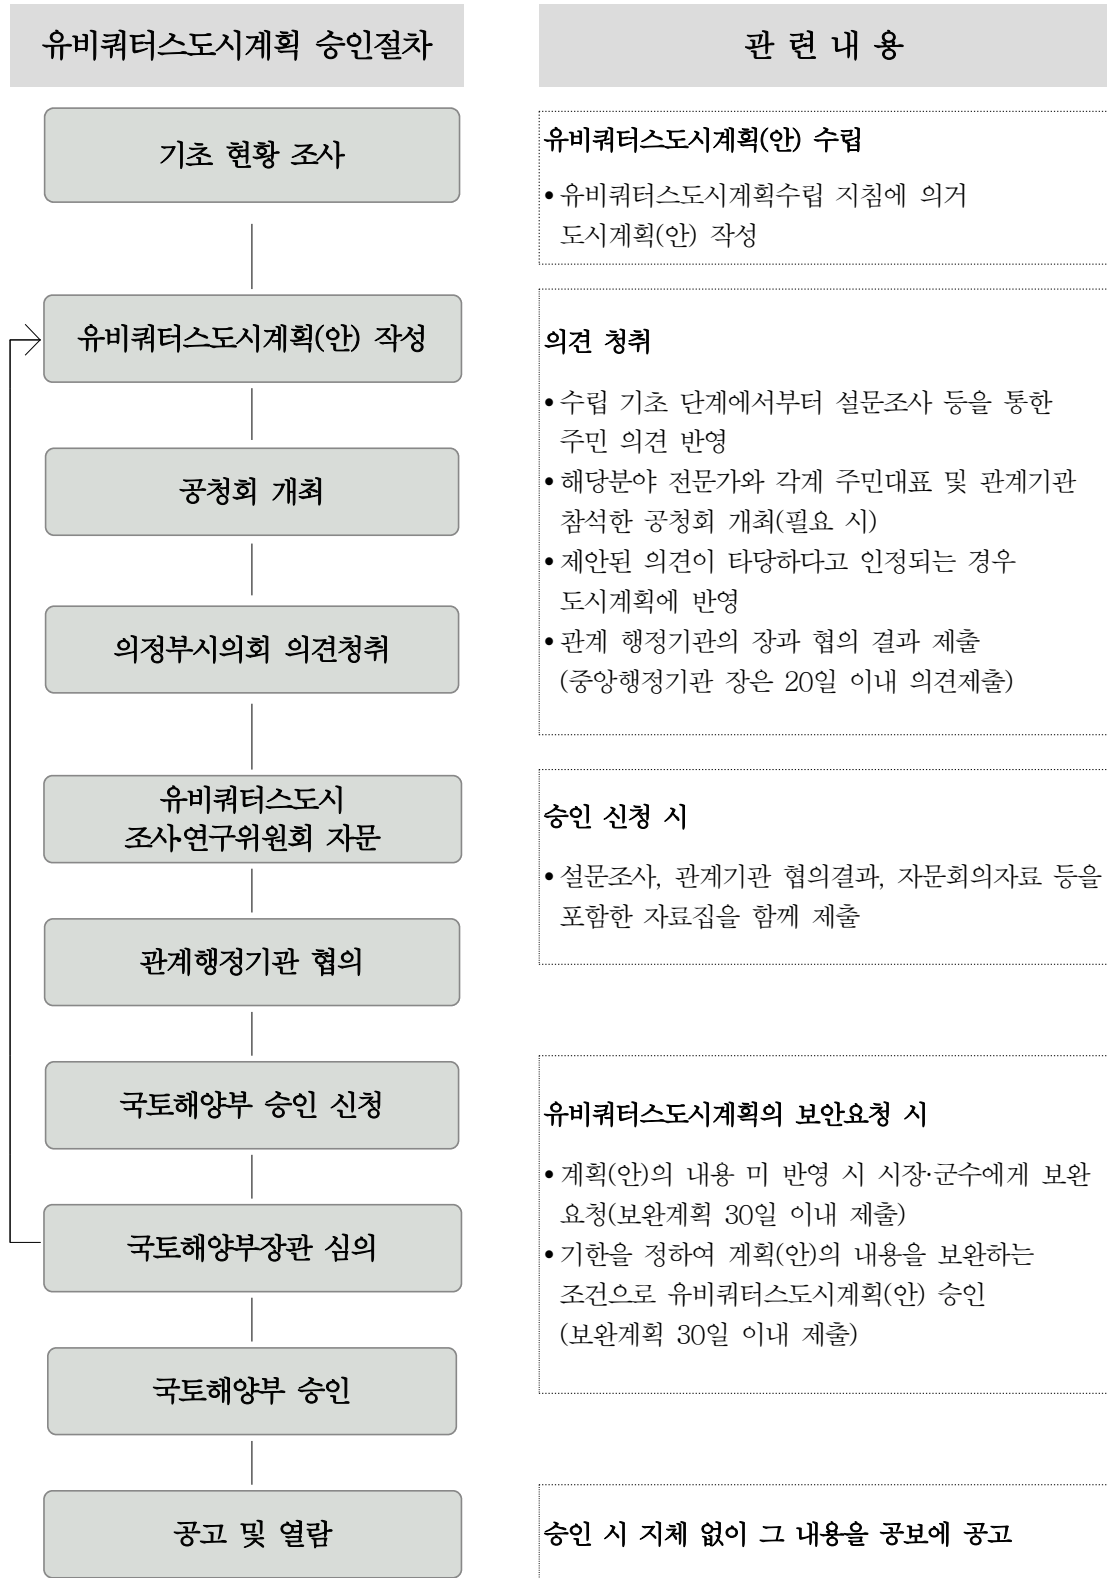 유비쿼터스도시계획 승인절차
관 련 내 용
기초 현황 조사
유비쿼터스도시계획(안) 작성
공청회 개최
의정부시의회 의견청취
유비쿼터스도시
조사·연구위원회 자문
관계행정기관 협의
국토해양부 승인 신청
국토해양부장관 심의
국토해양부 승인
공고 및 열람
유비쿼터스도시계획(안) 수립
• 유비쿼터스도시계획수립 지침에 의거
도시계획(안) 작성
의견 청취
• 수립 기초 단계에서부터 설문조사 등을 통한
주민 의견 반영
• 해당분야 전문가와 각계 주민대표 및 관계기관
참석한 공청회 개최(필요 시)
• 제안된 의견이 타당하다고 인정되는 경우
도시계획에 반영
• 관계 행정기관의 장과 협의 결과 제출
(중앙행정기관 장은 20일 이내 의견제출)
승인 신청 시
• 설문조사, 관계기관 협의결과, 자문회의자료 등을
포함한 자료집을 함께 제출
유비쿼터스도시계획의 보안요청 시
• 계획(안)의 내용 미 반영 시 시장·군수에게 보완
요청(보완계획 30일 이내 제출)
• 기한을 정하여 계획(안)의 내용을 보완하는
조건으로 유비쿼터스도시계획(안) 승인
(보완계획 30일 이내 제출)
승인 시 지체 없이 그 내용을 공보에 공고